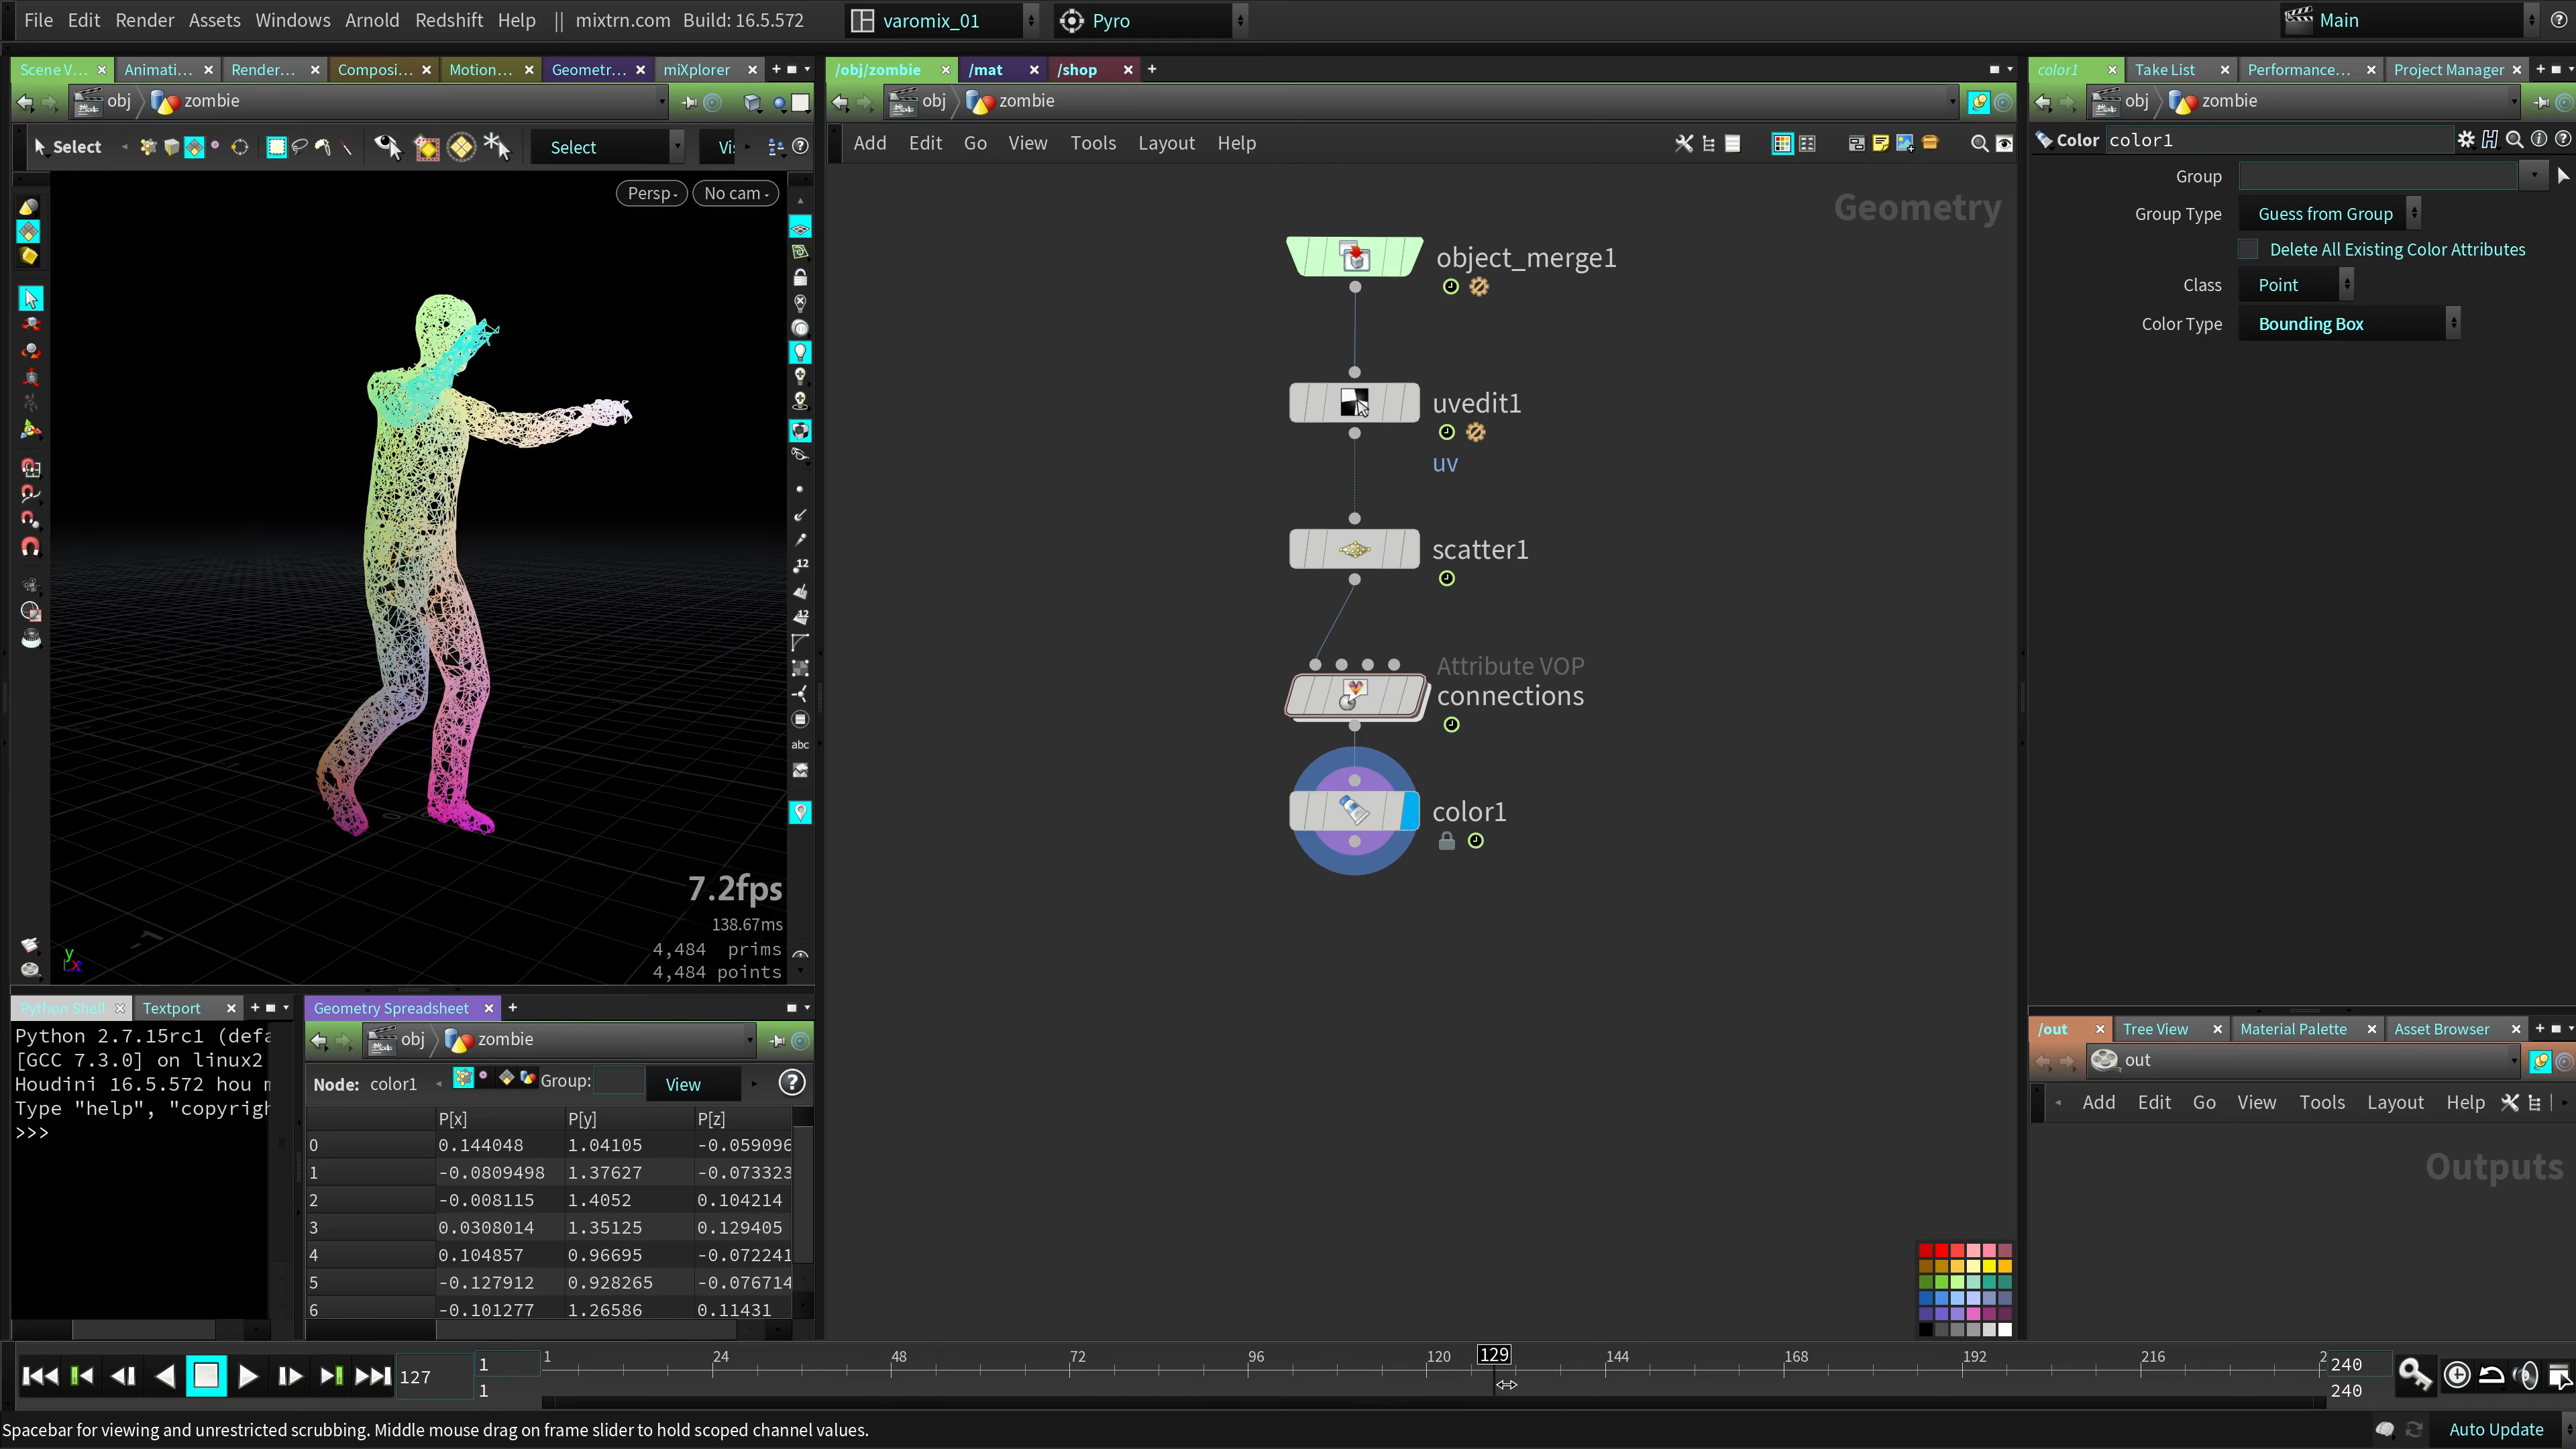 File Edit Render Assets Windows Arnold Redshift Help || mixtrn.com Build: 16.5.572 varomix_01 Pyro Main
Scene V... Animati... Render... Composi... Motion... Geometr... miXplorer
obj zombie
Select Select
Persp No cam
12
12
abc
7.2fps
138.67ms
4,484 prims
4,484 points
y
x
Python Shell Textport
Python 2.7.15rc1 (defa
[GCC 7.3.0] on linux2
Houdini 16.5.572 hou
Type "help", "copyrigh
>>>
Geometry Spreadsheet
obj zombie
Node: color1 Group: View
P[x] P[y] P[z]
0 0.144048 1.04105 -0.059096
1 -0.0809498 1.37627 -0.073323
2 -0.008115 1.4052 0.104214
3 0.0308014 1.35125 0.129405
4 0.104857 0.96695 -0.072241
5 -0.127912 0.928265 -0.076714
6 -0.101277 1.26586 0.11431
/obj/zombie /mat /shop
obj zombie
Add Edit Go View Tools Layout Help
Geometry
object_merge1
uvedit1
uv
scatter1
Attribute VOP
connections
color1
color1 Take List Performance... Project Manager
obj zombie
Color color1
Group
Group Type Guess from Group
Delete All Existing Color Attributes
Class Point
Color Type Bounding Box
/out Tree View Material Palette Asset Browser
out
Add Edit Go View Tools Layout Help
Outputs
127 1 1 24 48 72 96 120 129 144 168 192 216 2 240
1 240
Spacebar for viewing and unrestricted scrubbing. Middle mouse drag on frame slider to hold scoped channel values. Auto Update